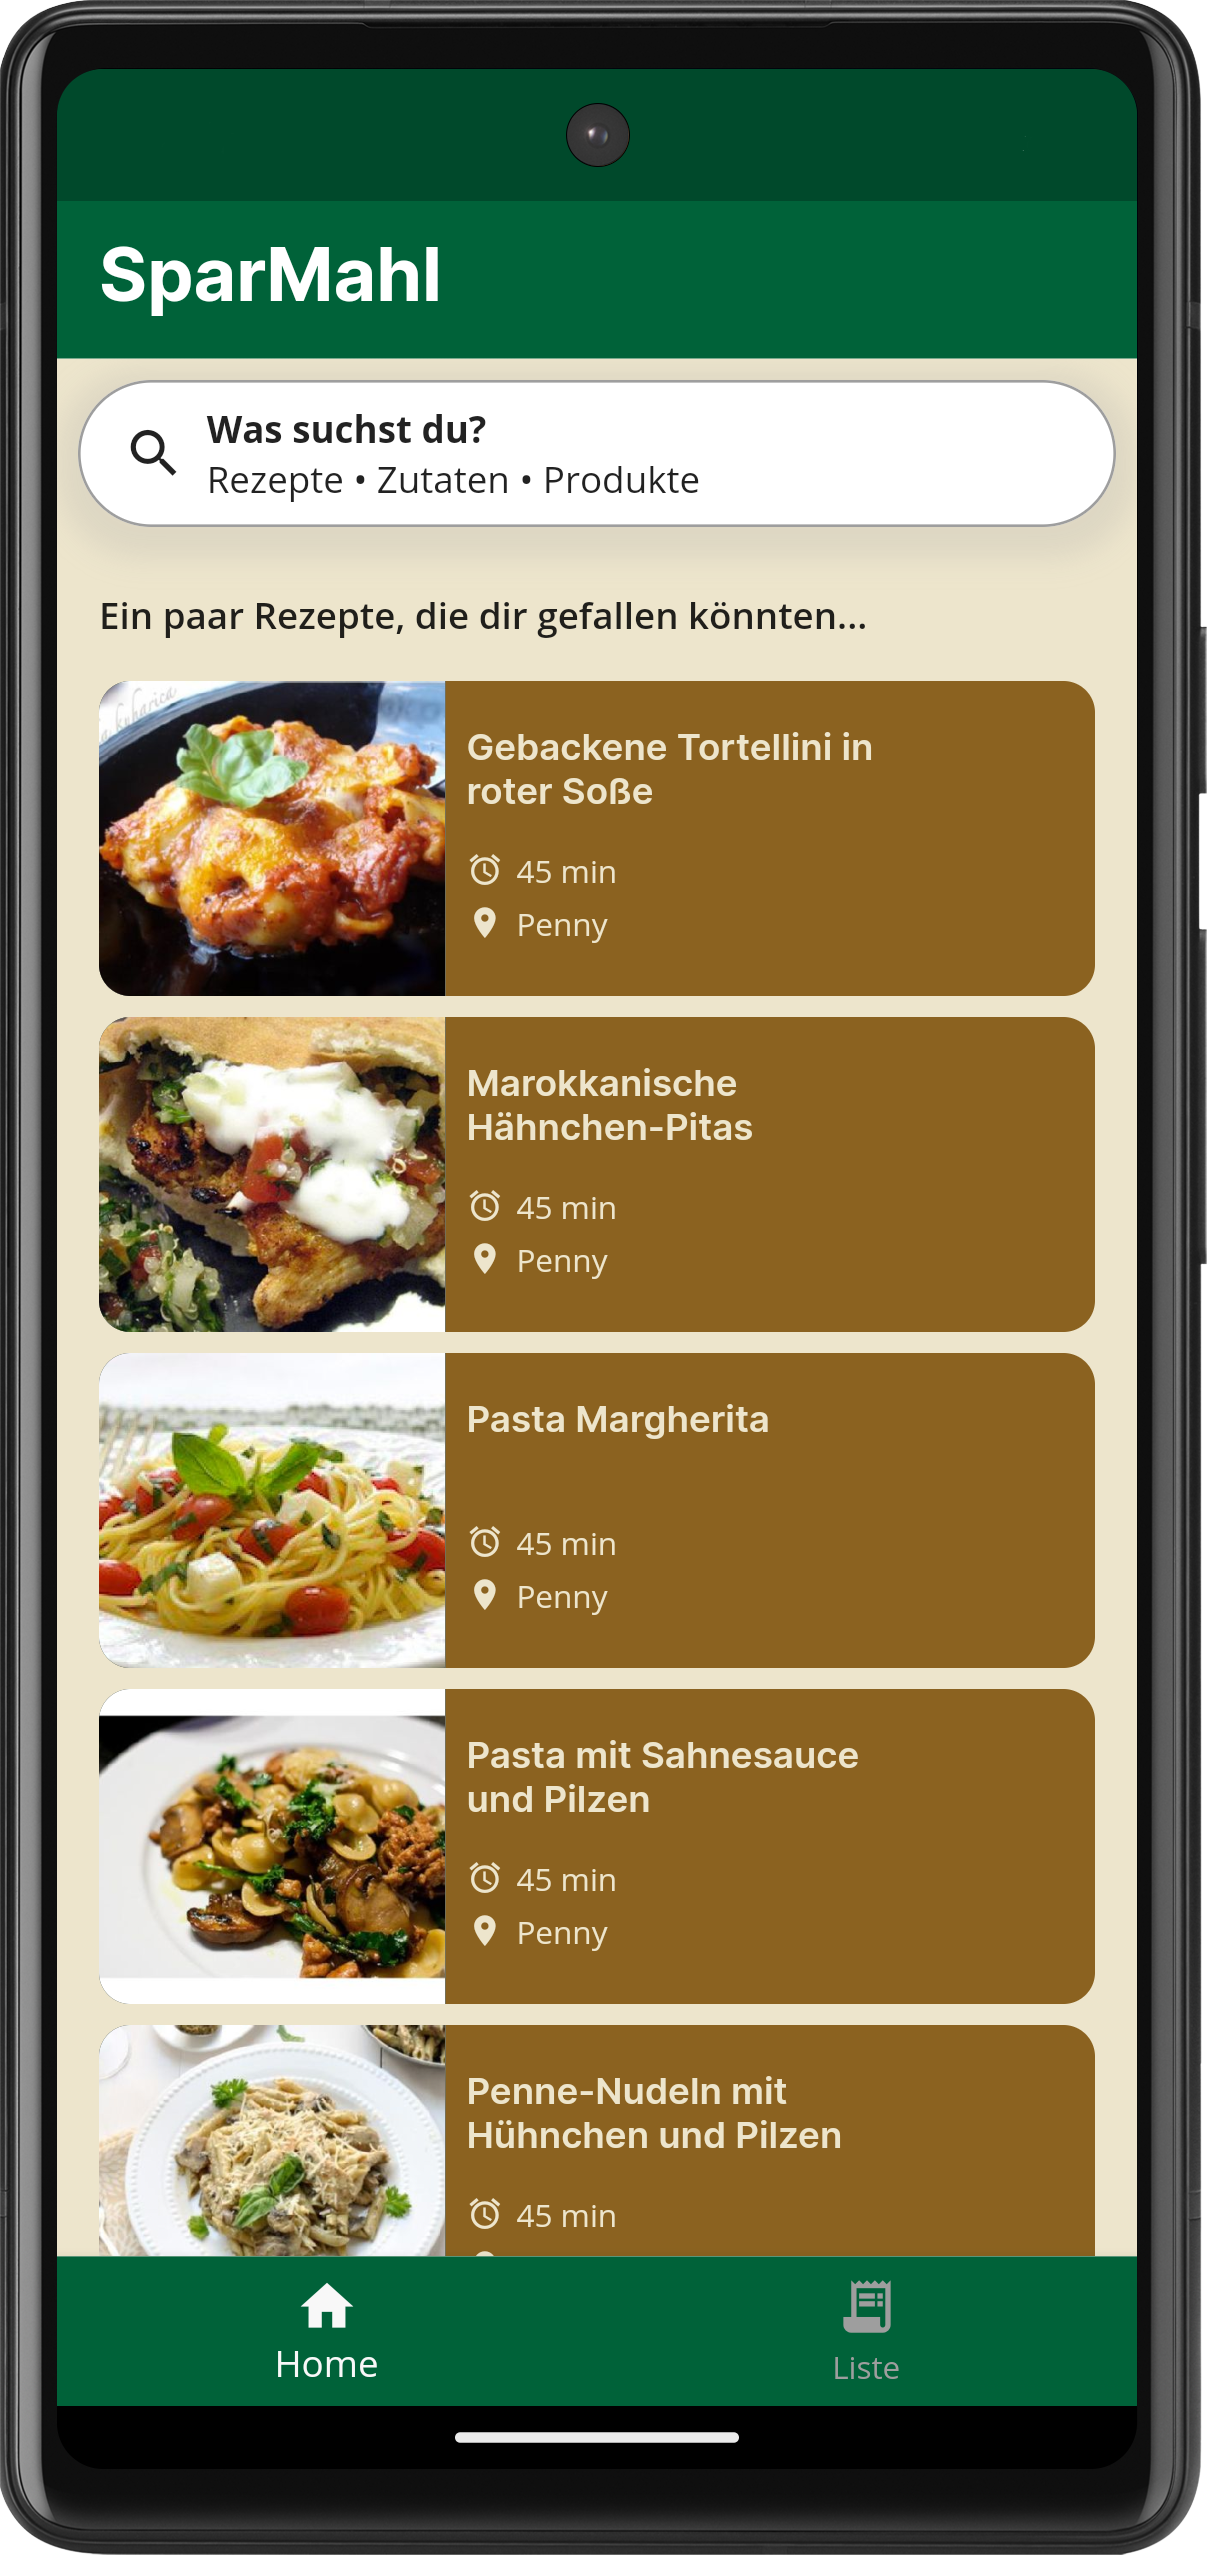 SparMahl
Was suchst du?
Rezepte • Zutaten • Produkte
Ein paar Rezepte, die dir gefallen könnten...
Gebackene Tortellini in
roter Soße
45 min
Penny
Marokkanische
Hähnchen-Pitas
45 min
Penny
Pasta Margherita
45 min
Penny
Pasta mit Sahnesauce
und Pilzen
45 min
Penny
Penne-Nudeln mit
Hühnchen und Pilzen
45 min
Home
Liste